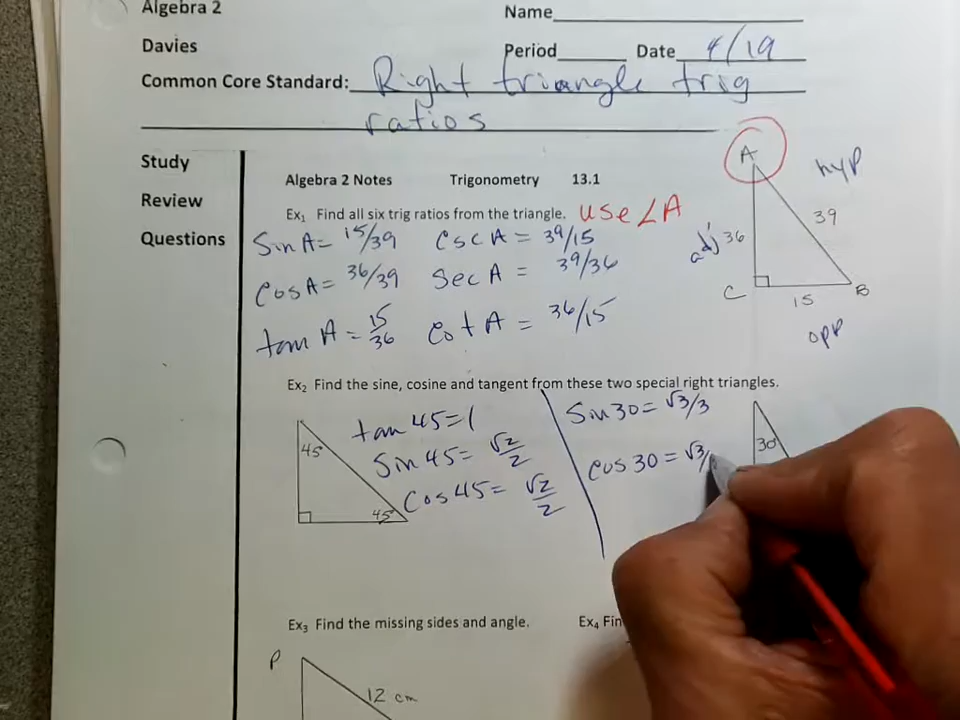 Algebra 2
Name
Davies
Period Date 4/19
Common Core Standard: Right triangle trig
ratios
Study
Review
Questions
Algebra 2 Notes Trigonometry 13.1
Ex1 Find all six trig ratios from the triangle. use ∠A
Sin A = 15/39 csc A = 39/15
Cos A = 36/39 sec A = 39/36
tan A = 15/36 cot A = 36/15
A
hyp
39
adj 36
C
B
15
opp
Ex2 Find the sine, cosine and tangent from these two special right triangles.
45
45
tan 45 = 1
Sin 45 = √2/2
Cos 45 = √2/2
Sin 30 = √3/3
Cos 30 = √3/
30
Ex3 Find the missing sides and angle.
Ex4 Fin
P
12 cm